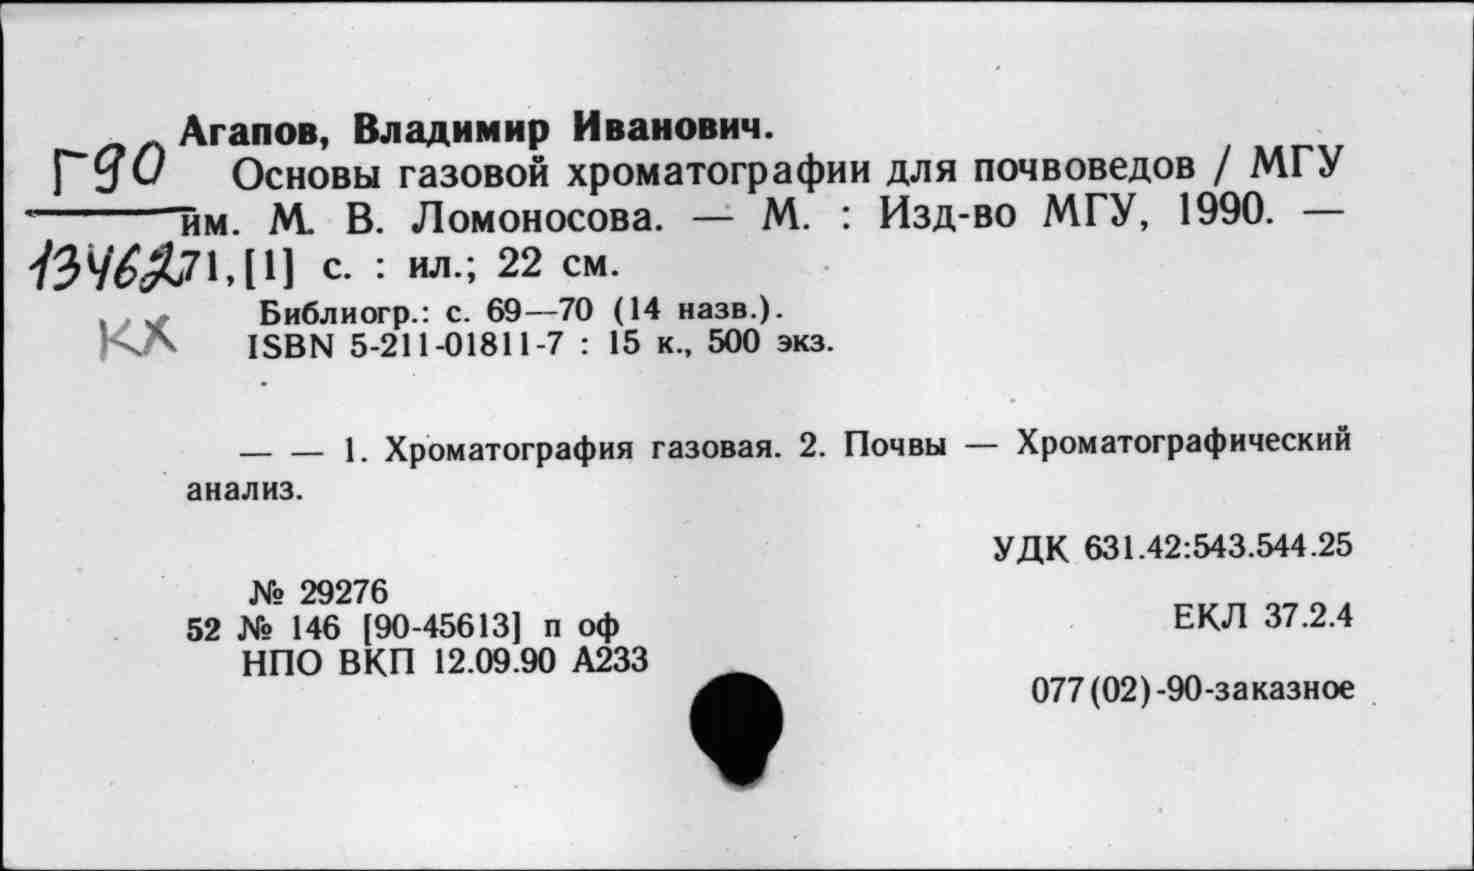 Агапов, Владимир Иванович.
Г90 Основы газовой хроматографии для почвоведов / МГУ
им. М. В. Ломоносова. — М. : Изд-во МГУ, 1990. —
71, [1] с. : ил.; 22 см.
Библиогр.: с. 69—70 (14 назв.).
КХ ISBN 5-211-01811-7 : 15 к., 500 экз.
— — 1. Хроматография газовая. 2. Почвы — Хроматографический
анализ.
УДК 631.42:543.544.25
№ 29276
ЕКЛ 37.2.4
52 № 146 [90-45613] п оф
НПО ВКП 12.09.90 А233
077(02)-90-заказное